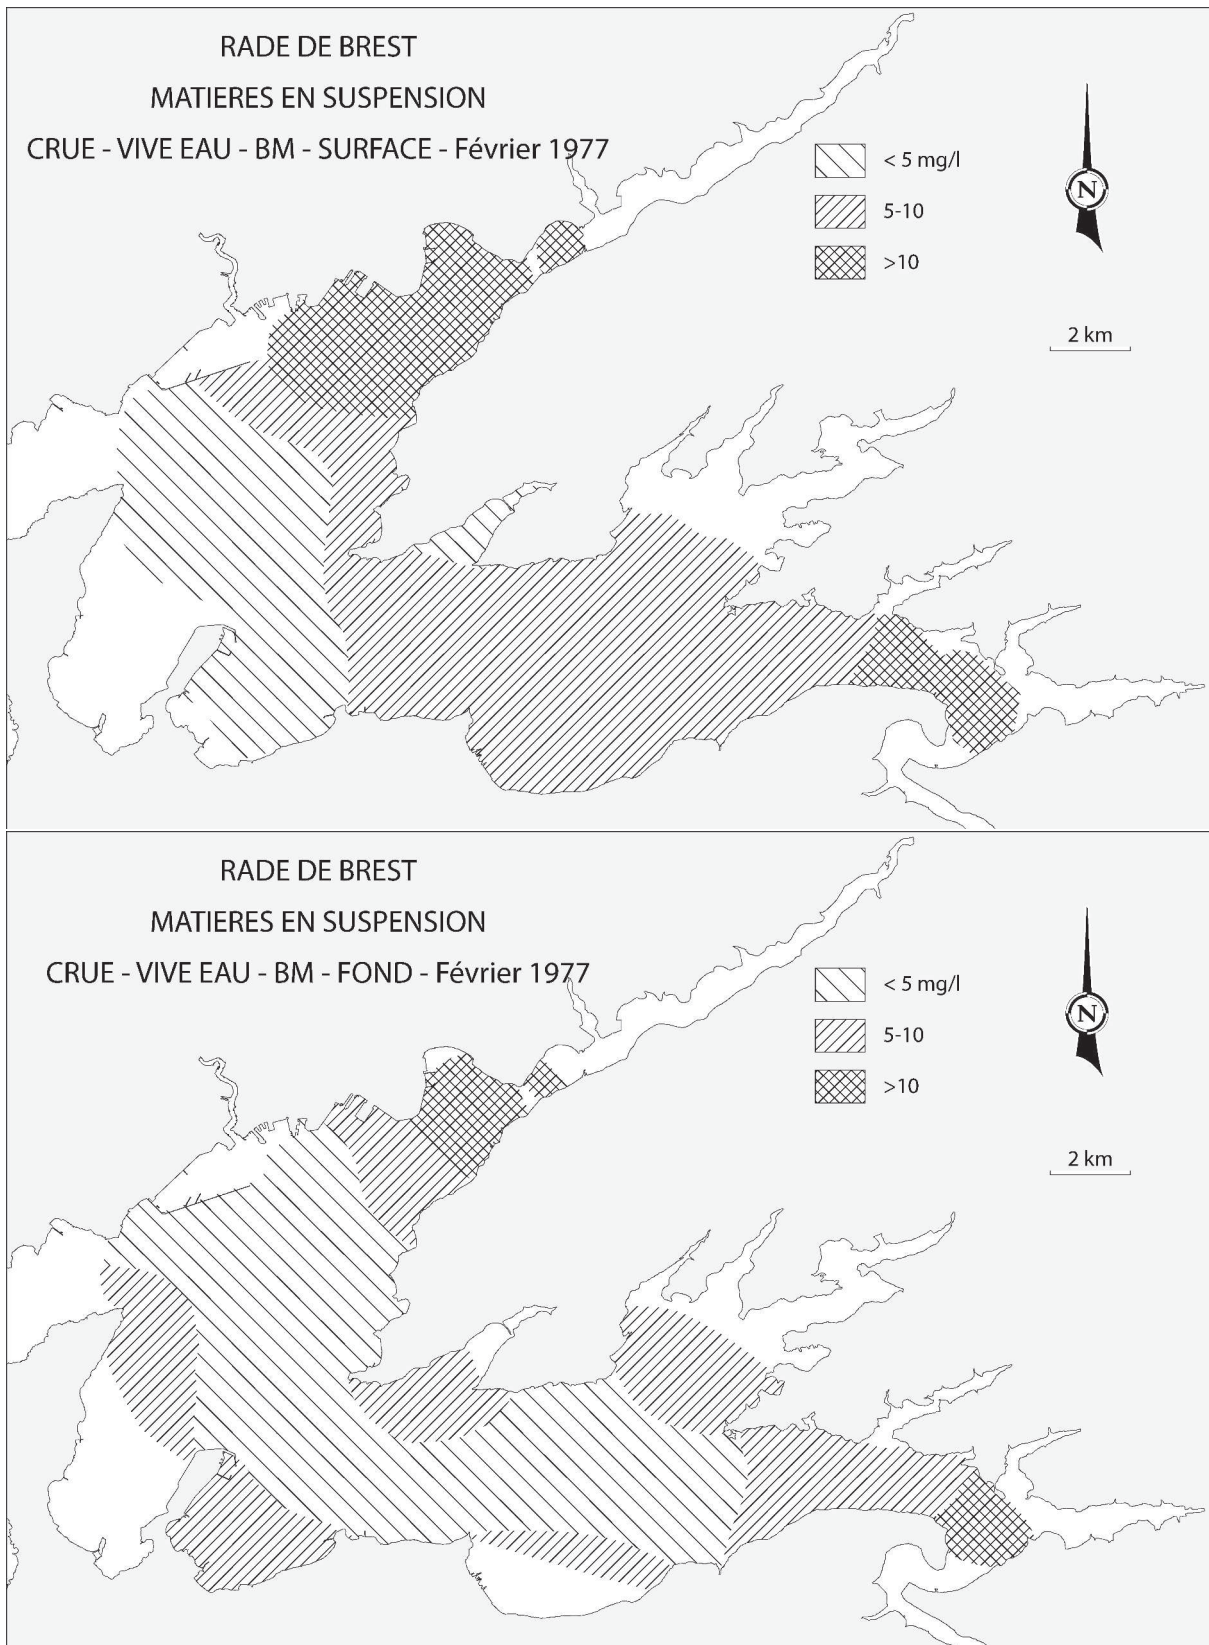 RADE DE BREST
MATIERES EN SUSPENSION
CRUE - VIVE EAU - BM - SURFACE - Février 1977
< 5 mg/l
5-10
>10
N
2 km
RADE DE BREST
MATIERES EN SUSPENSION
CRUE - VIVE EAU - BM - FOND - Février 1977
< 5 mg/l
5-10
>10
N
2 km